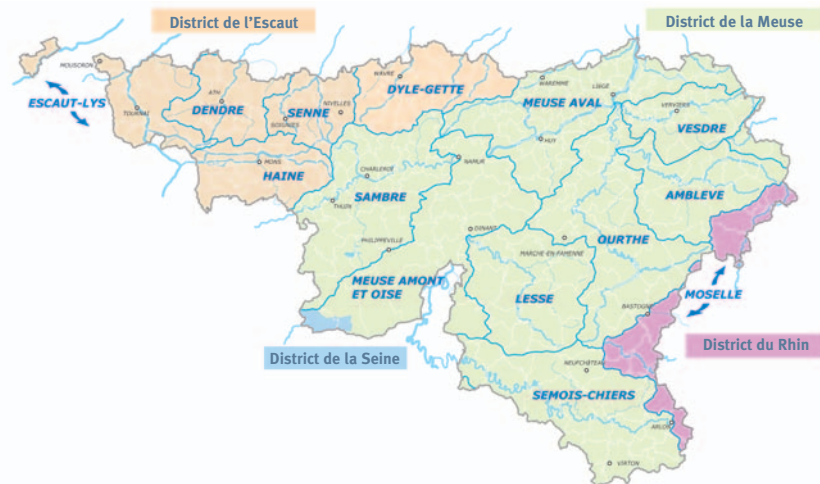 District de l'Escaut
District de la Meuse
MOUSCRON
ESCAUT-LYS
TOURNAI
ATH
DENDRE
SENNE
SOIGNIES
NIVELLES
WAVRE
DYLE-GETTE
WAREMME
LIEGE
MEUSE AVAL
VERVIERS
VESDRE
HUY
MONS
HAINE
CHARLEROI
NAMUR
SAMBRE
THUIN
AMBLEVE
DINANT
OURTHE
PHILIPPEVILLE
MARCHE-EN-FAMENNE
MEUSE AMONT
ET OISE
LESSE
MOSELLE
BASTOGNE
District de la Seine
District du Rhin
NEUFCHÂTEAU
SEMOIS-CHIERS
ARLON
VIRTON